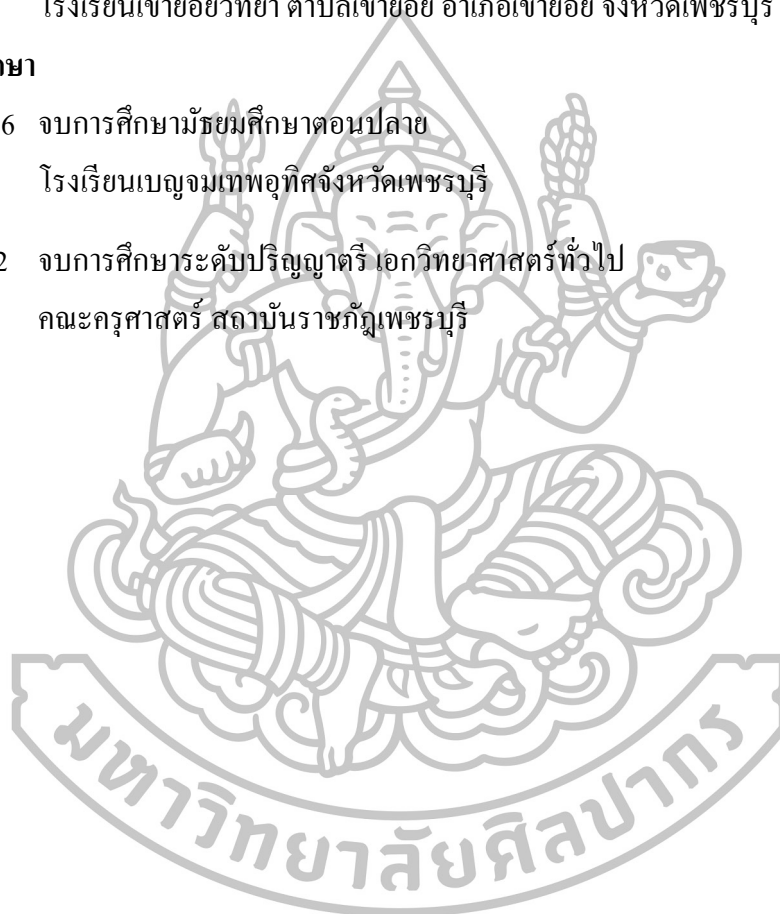 โรงเรียนเขาย้อยวิทยา ตำบลเขาย้อย อำเภอเขาย้อย จังหวัดเพชรบุรี
6 จบการศึกษามัธยมศึกษาตอนปลาย
โรงเรียนเบญจมเทพอุทิศจังหวัดเพชรบุรี
2 จบการศึกษาระดับปริญญาตรี เอกวิทยาศาสตร์ทั่วไป
คณะครุศาสตร์ สถาบันราชภัฎเพชรบุรี
มหาวิทยาลัยศิลปากร